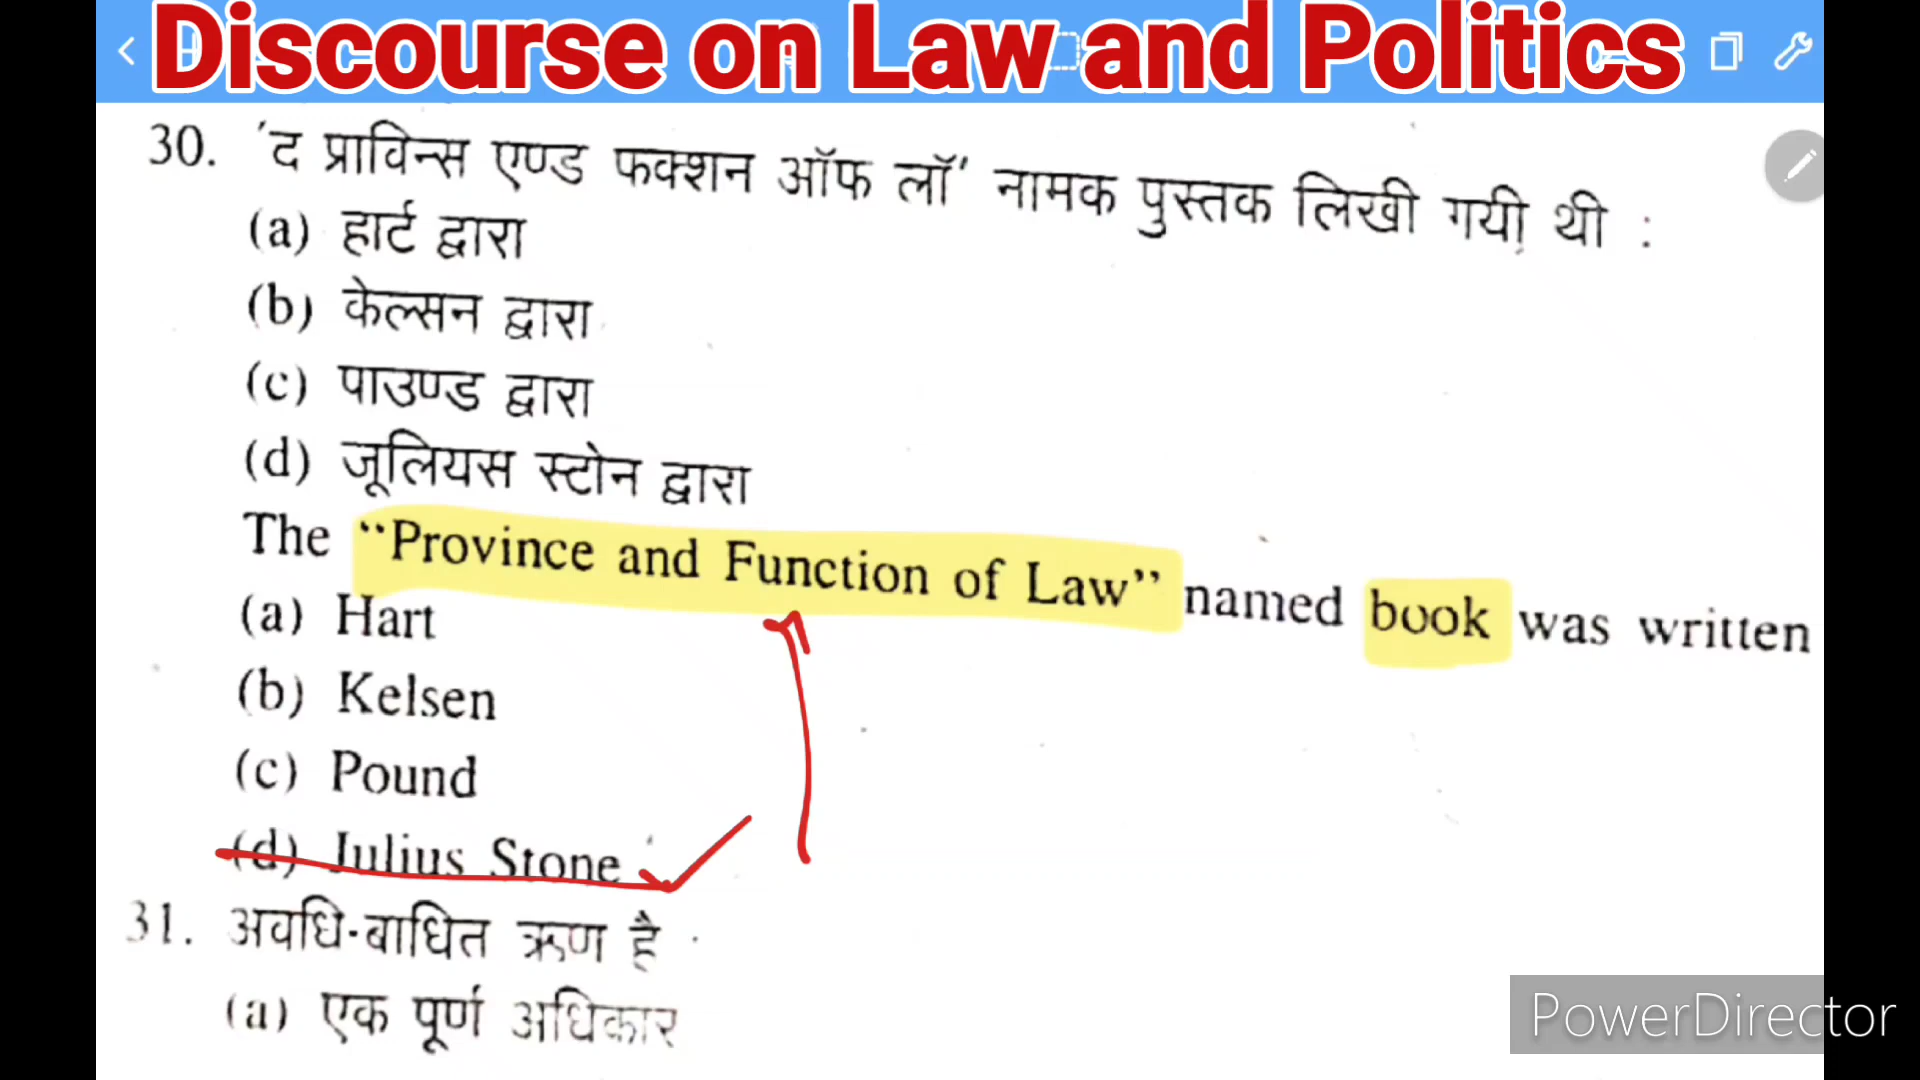 Discourse on Law and Politics
30. 'द प्राविन्स एण्ड फक्शन ऑफ लॉ' नामक पुस्तक लिखी गयी थी :
(a) हार्ट द्वारा
(b) केल्सन द्वारा
(c) पाउण्ड द्वारा
(d) जूलियस स्टोन द्वारा
The “Province and Function of Law” named book was written
(a) Hart
(b) Kelsen
(c) Pound
(d) Julius Stone
31. अवधि-बाधित ऋण है
(a) एक पूर्ण अधिकार
PowerDirector